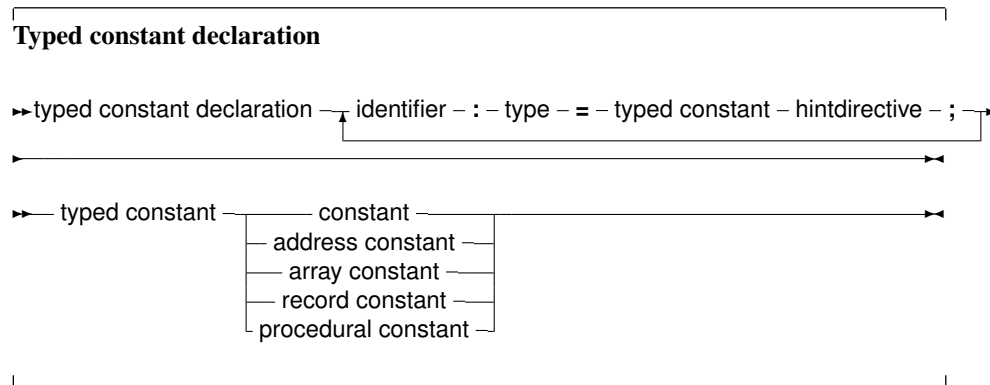 Typed constant declaration
typed constant declaration identifier : type = typed constant hintdirective ;
typed constant constant
address constant
array constant
record constant
procedural constant